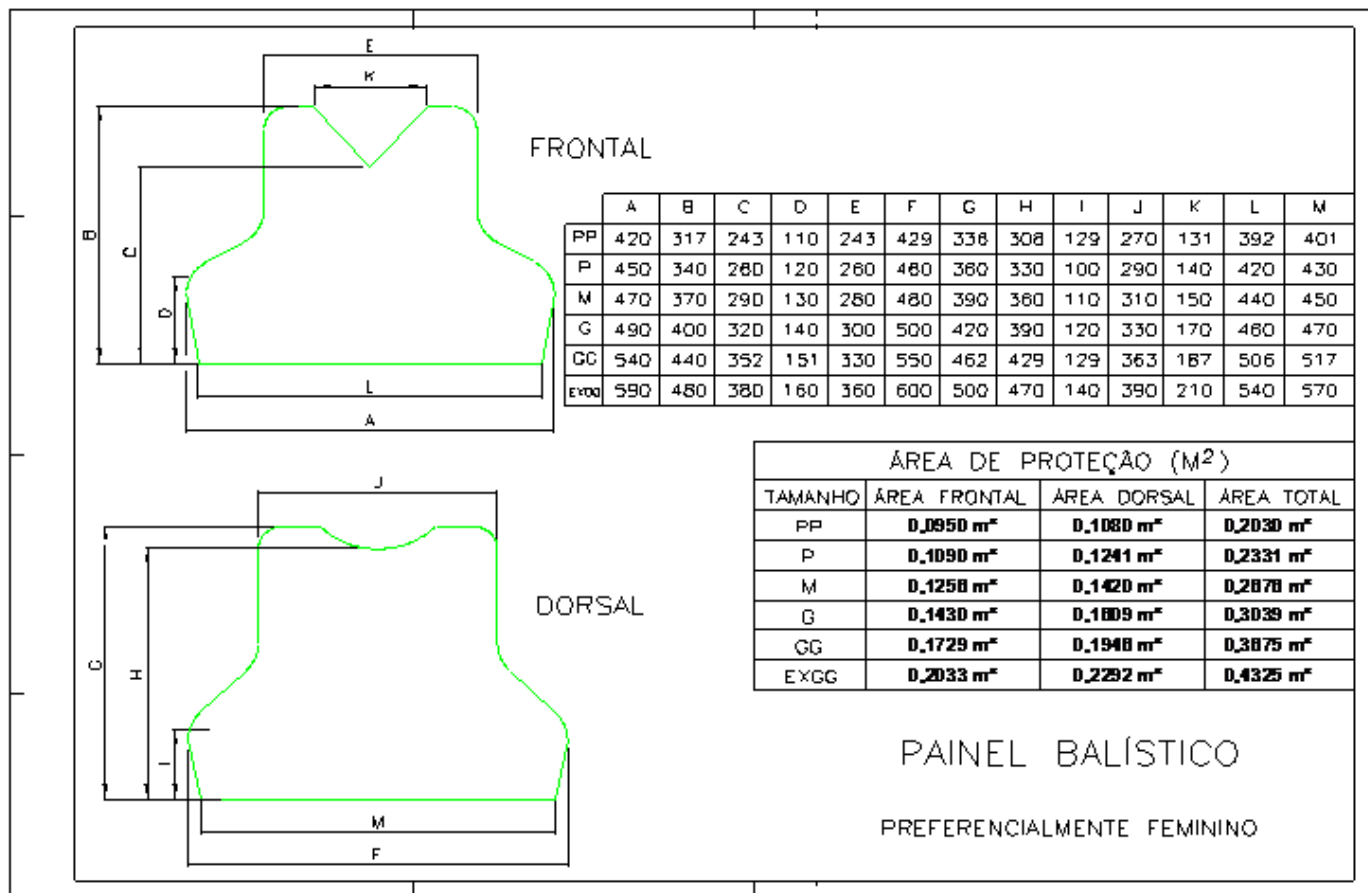 E
K
FRONTAL
B
C
D
L
A
A B C D E F G H I J K L M
PP 420 317 243 110 243 429 336 308 129 270 131 392 401
P 450 340 260 120 260 460 360 330 100 290 140 420 430
M 470 370 290 130 280 480 390 360 110 310 150 440 450
G 490 400 320 140 300 500 420 390 120 330 170 460 470
GG 540 440 352 151 330 550 462 429 129 363 187 506 517
EXGG 590 480 380 160 360 600 500 470 140 390 210 540 570
ÁREA DE PROTEÇÃO (M²)
TAMANHO ÁREA FRONTAL ÁREA DORSAL ÁREA TOTAL
PP 0,0950 m² 0,1080 m² 0,2030 m²
P 0,1090 m² 0,1241 m² 0,2331 m²
M 0,1258 m² 0,1420 m² 0,2678 m²
G 0,1430 m² 0,1609 m² 0,3039 m²
GG 0,1729 m² 0,1946 m² 0,3675 m²
EXGG 0,2033 m² 0,2292 m² 0,4325 m²
J
DORSAL
G
H
I
M
F
PAINEL BALÍSTICO
PREFERENCIALMENTE FEMININO